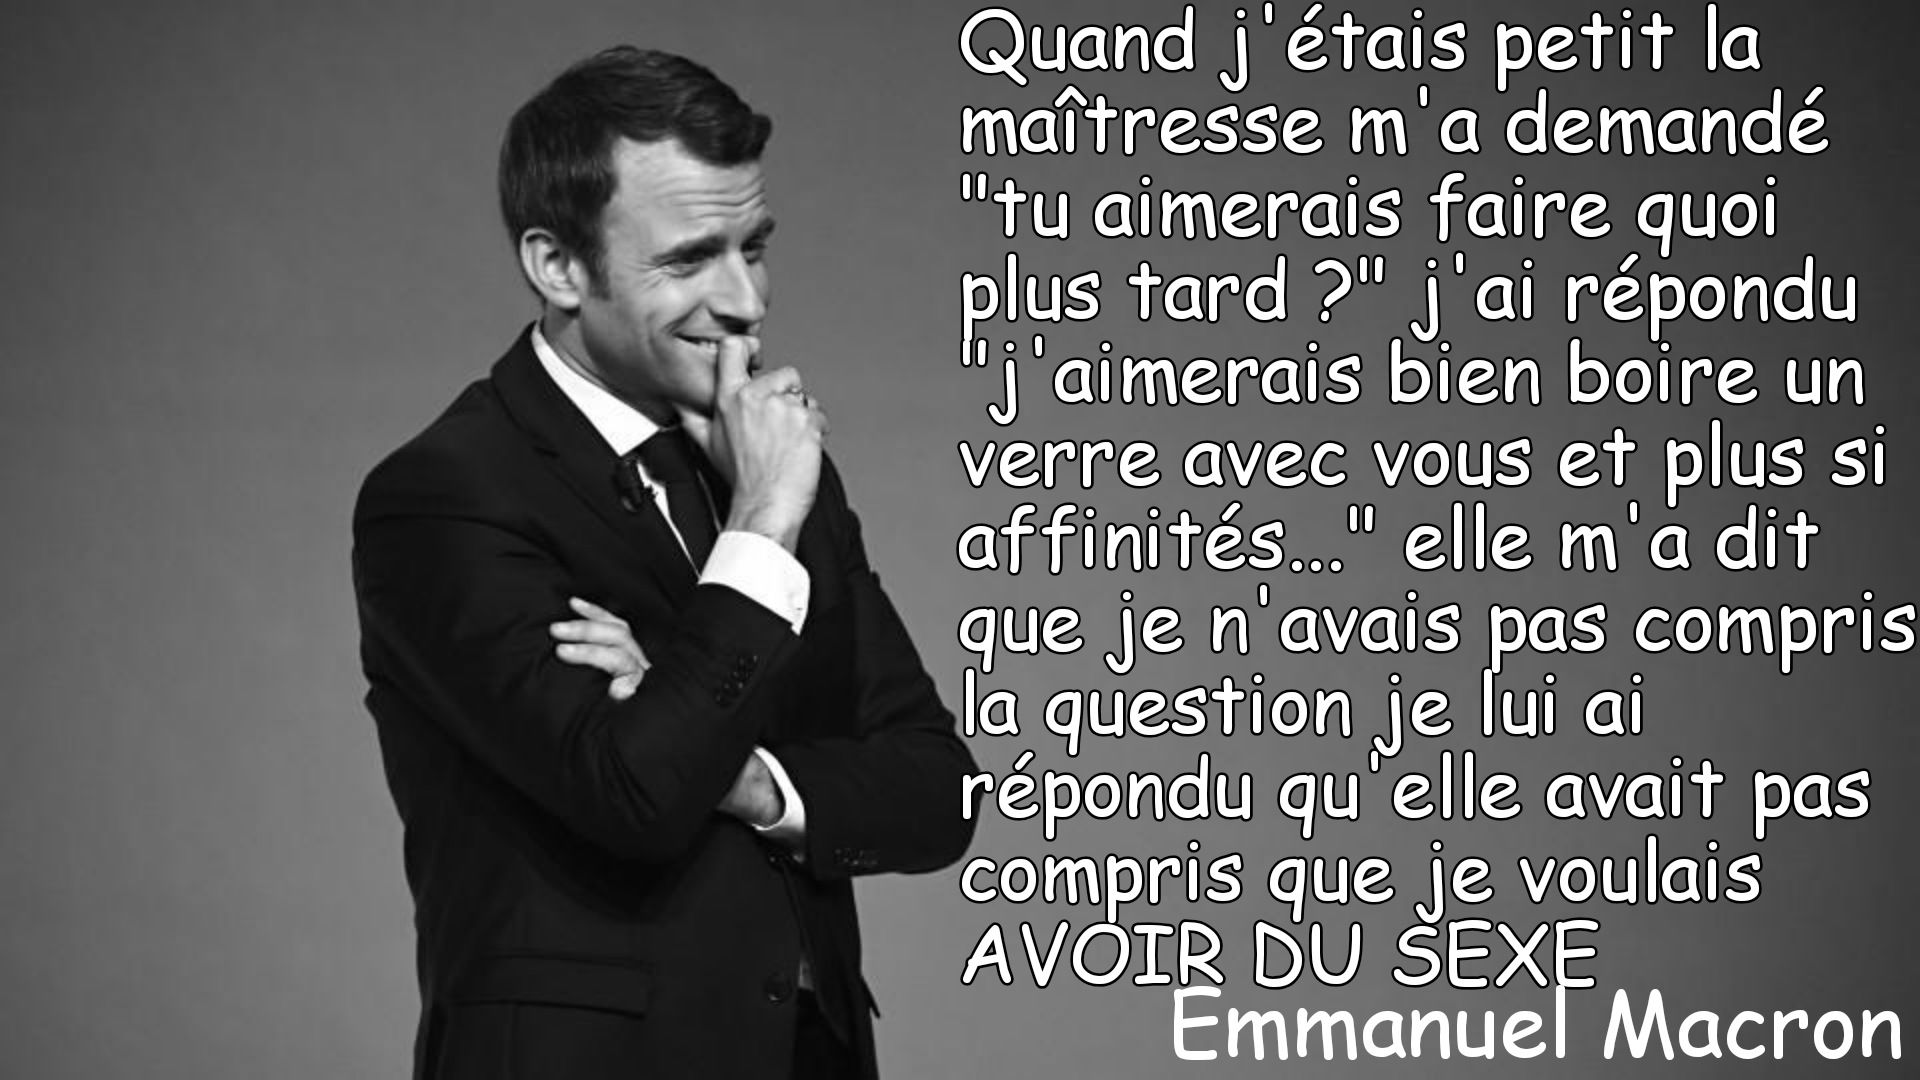 Quand j'étais petit la
maîtresse m'a demandé
"tu aimerais faire quoi
plus tard ?" j'ai répondu
"j'aimerais bien boire un
verre avec vous et plus si
affinités..." elle m'a dit
que je n'avais pas compris
la question je lui ai
répondu qu'elle avait pas
compris que je voulais
AVOIR DU SEXE
Emmanuel Macron